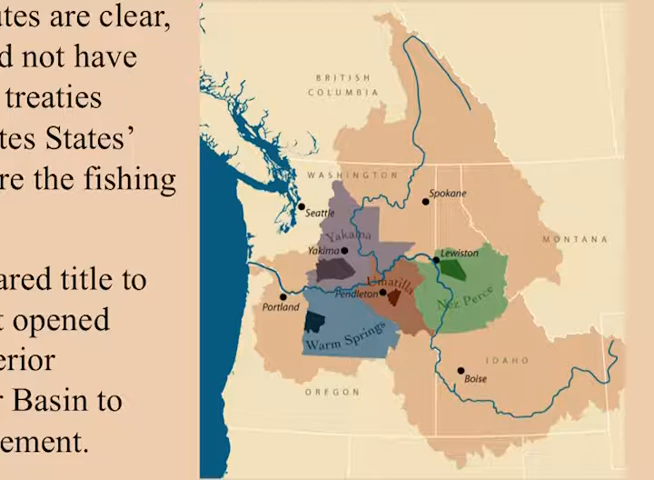 utes are clear,
d not have
treaties
tes States'
re the fishing
ared title to
t opened
erior
r Basin to
ement.
BRITISH
COLUMBIA
WASHINGTON
Spokane
Seattle
Yakama
MONTANA
Yakima
Lewiston
Umatilla
Pendleton
Nez Perce
Portland
Warm Springs
IDAHO
Boise
OREGON